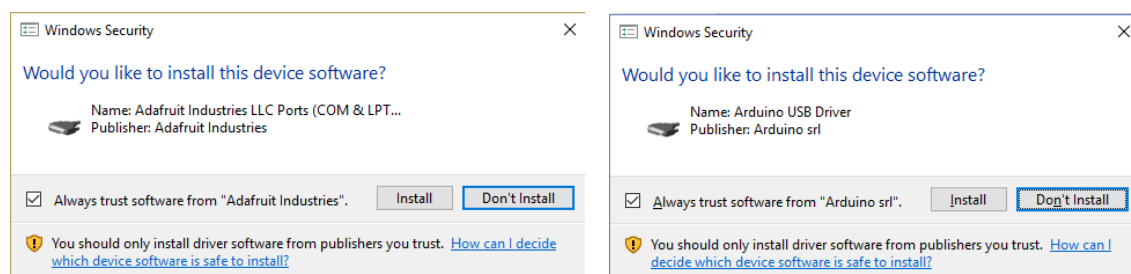 Windows Security
Would you like to install this device software?
Name: Adafruit Industries LLC Ports (COM & LPT...
Publisher: Adafruit Industries
Always trust software from "Adafruit Industries".
Install
Don't Install
You should only install driver software from publishers you trust. How can I decide
which device software is safe to install?
Windows Security
Would you like to install this device software?
Name: Arduino USB Driver
Publisher: Arduino srl
Always trust software from "Arduino srl".
Install
Don't Install
You should only install driver software from publishers you trust. How can I
decide which device software is safe to install?